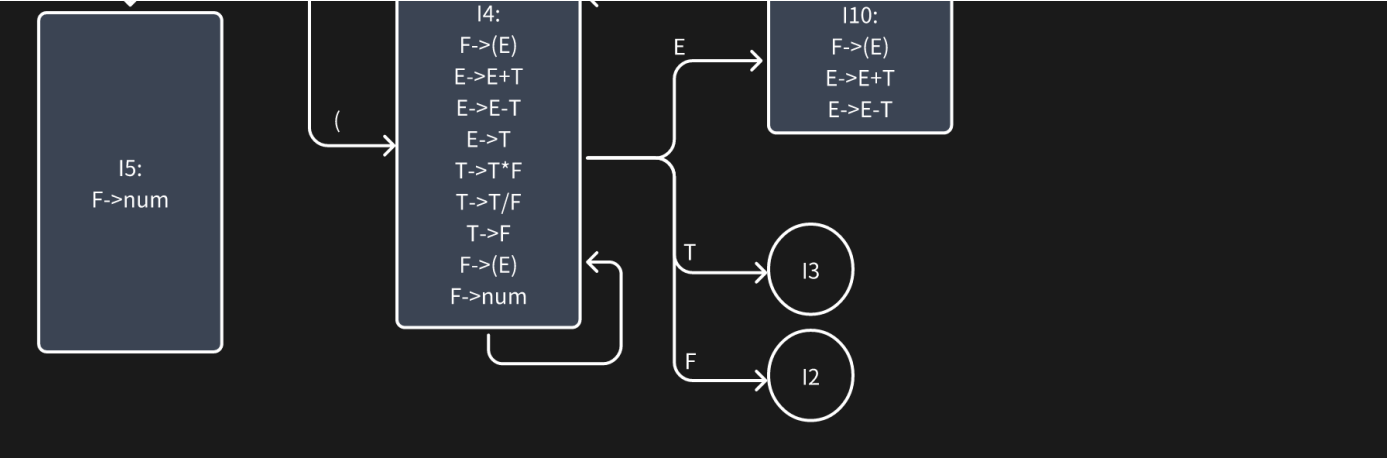 I5:
F->num
(
I4:
F->(E)
E->E+T
E->E-T
E->T
T->T*F
T->T/F
T->F
F->(E)
F->num
E
I10:
F->(E)
E->E+T
E->E-T
T
I3
F
I2